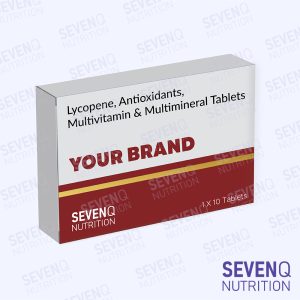 Lycopene, Antioxidants,
Multivitamin & Multimineral Tablets
YOUR BRAND
SEVENQ
NUTRITION
1 X 10 Tablets
SEVENQ
NUTRITION